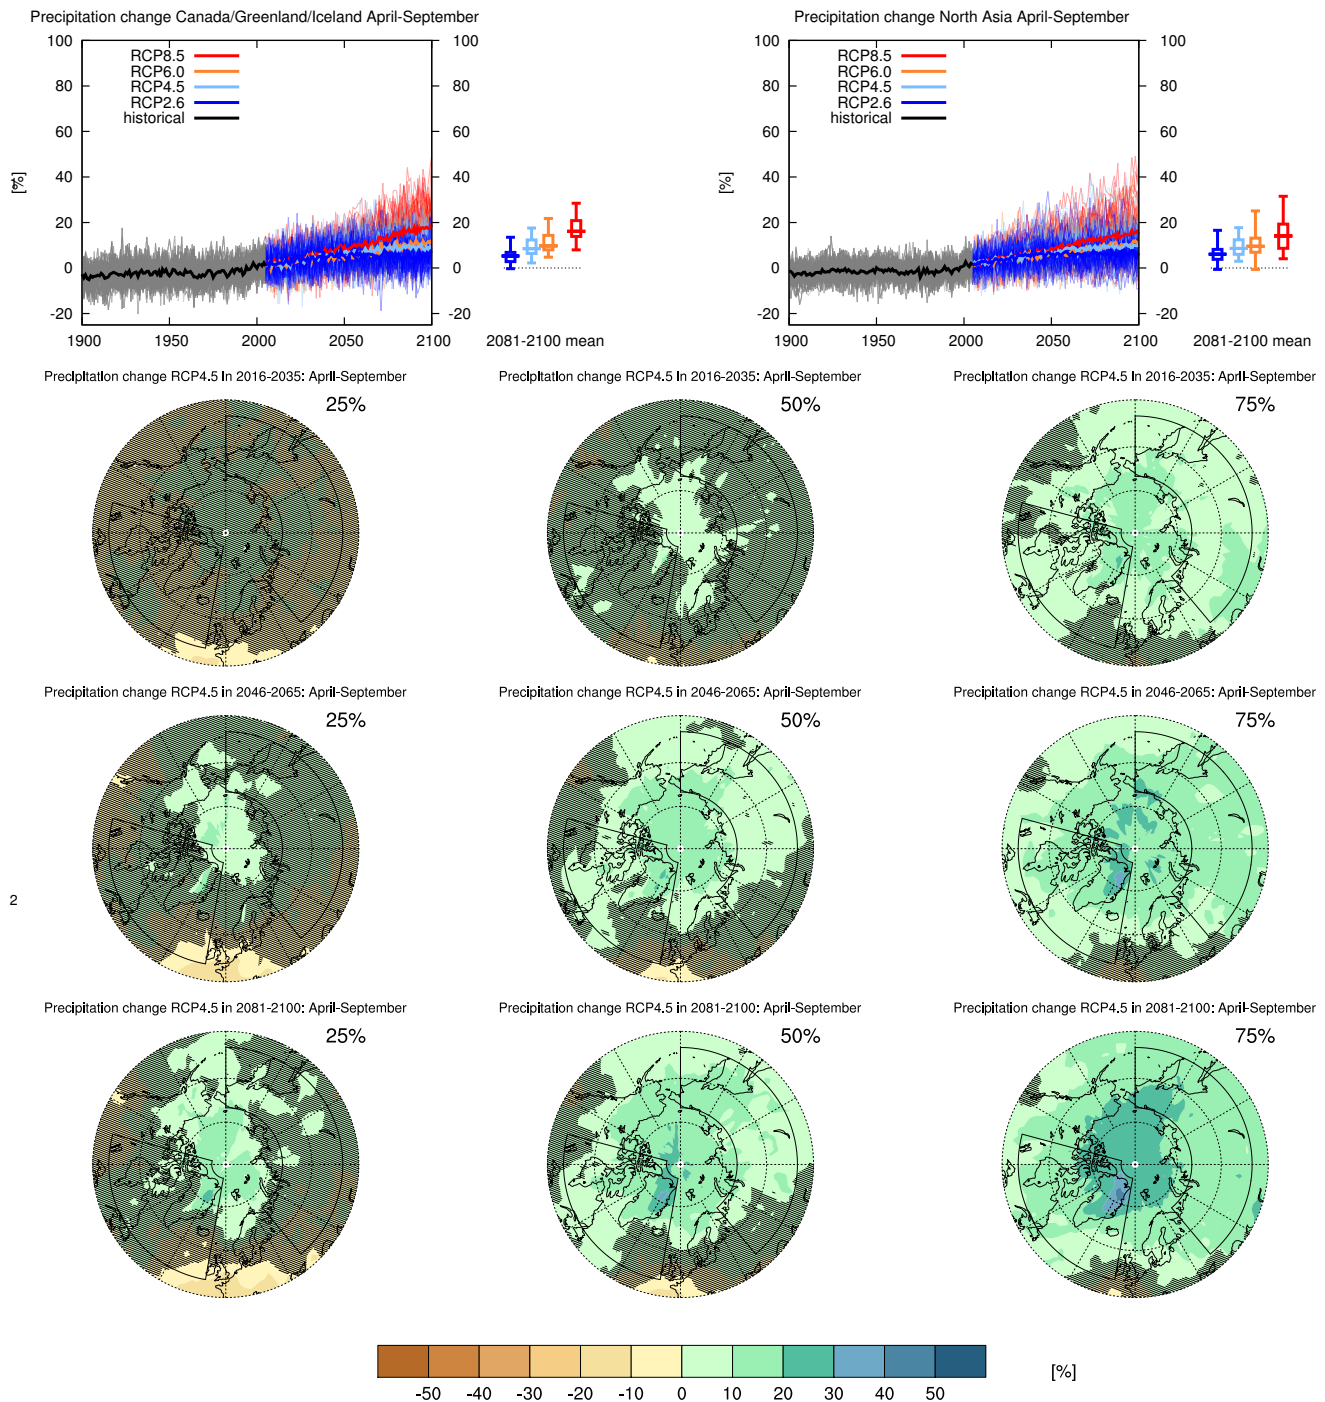 Precipitation change Canada/Greenland/Iceland April-September
Precipitation change North Asia April-September
100
80
60
40
20
0
-20
[%]
RCP8.5
RCP6.0
RCP4.5
RCP2.6
historical
1900
1950
2000
2050
2100
100
80
60
40
20
0
-20
2081-2100 mean
100
80
60
40
20
0
-20
[%]
RCP8.5
RCP6.0
RCP4.5
RCP2.6
historical
1900
1950
2000
2050
2100
100
80
60
40
20
0
-20
2081-2100 mean
Precipitation change RCP4.5 in 2016-2035: April-September
25%
Precipitation change RCP4.5 in 2016-2035: April-September
50%
Precipitation change RCP4.5 in 2016-2035: April-September
75%
Precipitation change RCP4.5 in 2046-2065: April-September
25%
Precipitation change RCP4.5 in 2046-2065: April-September
50%
Precipitation change RCP4.5 in 2046-2065: April-September
75%
2
Precipitation change RCP4.5 in 2081-2100: April-September
25%
Precipitation change RCP4.5 in 2081-2100: April-September
50%
Precipitation change RCP4.5 in 2081-2100: April-September
75%
-50 -40 -30 -20 -10 0 10 20 30 40 50
[%]